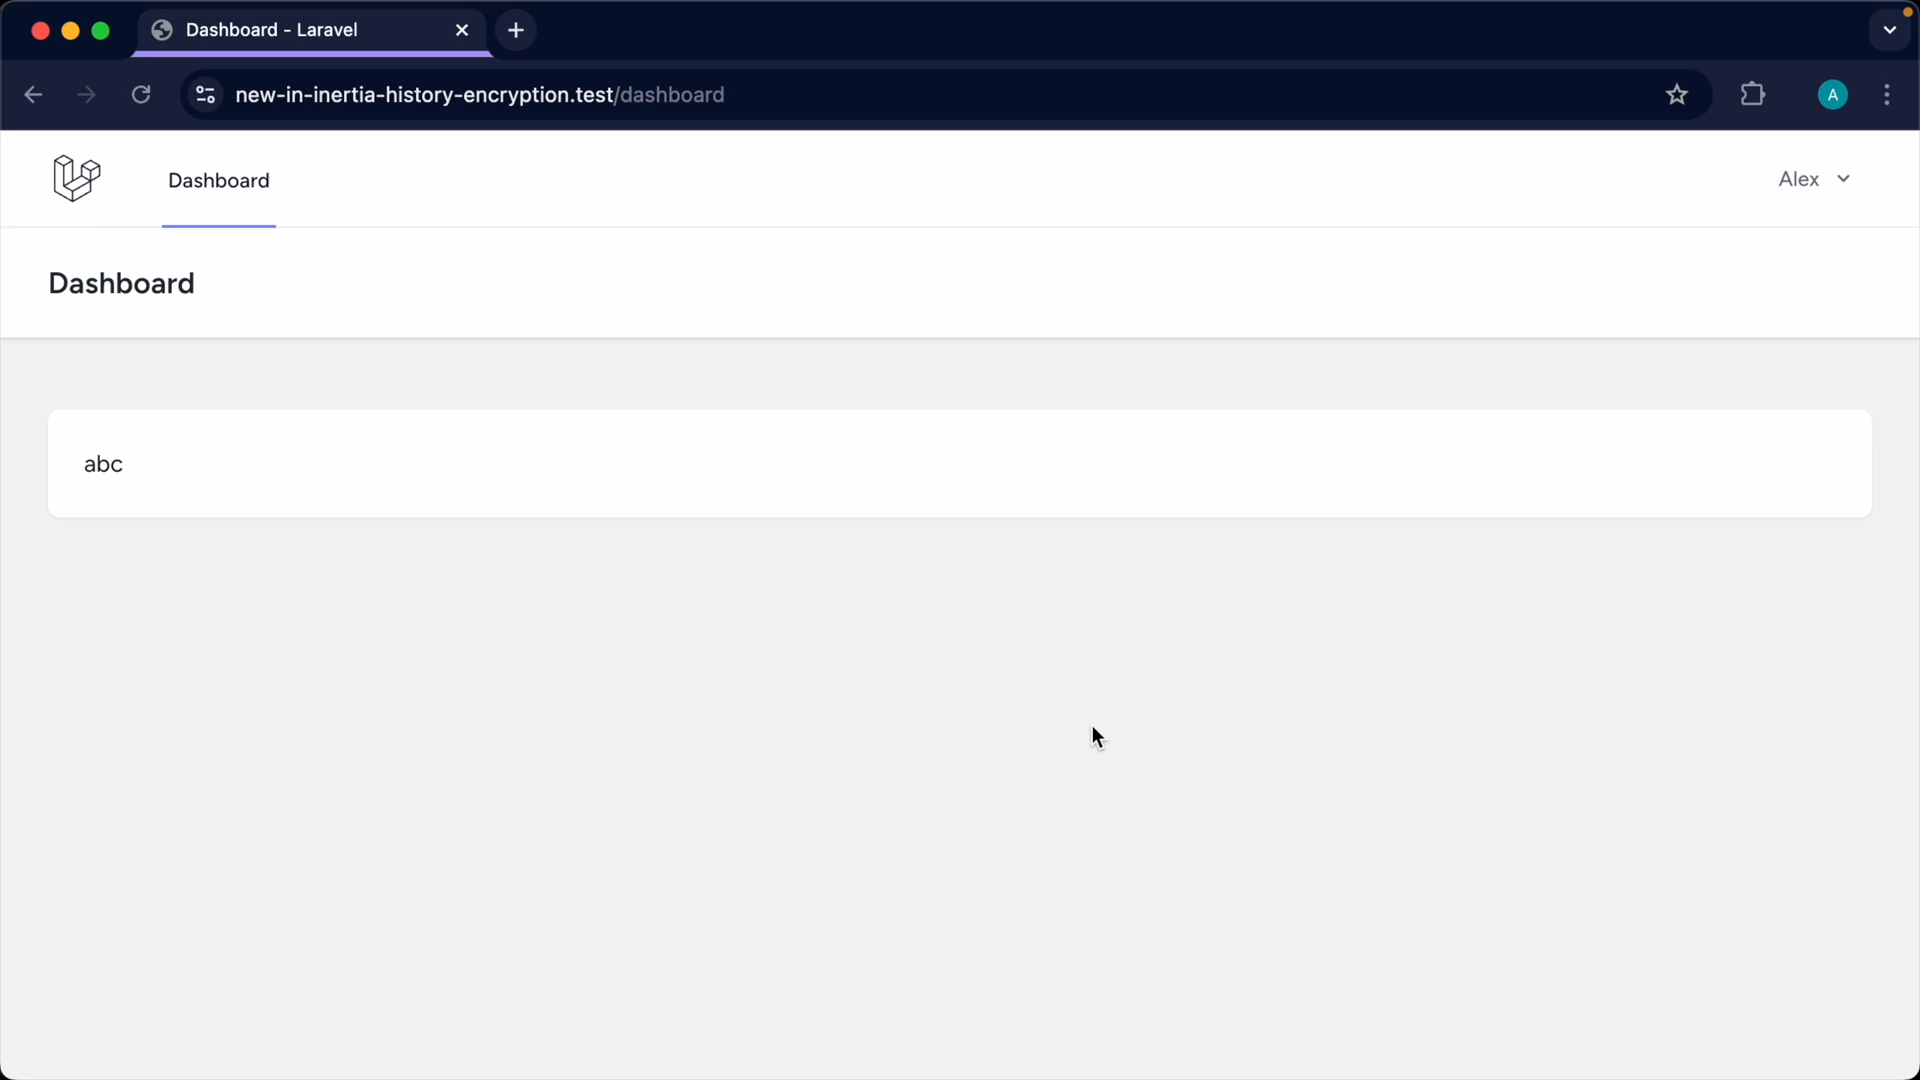 Dashboard - Laravel
new-in-inertia-history-encryption.test/dashboard
A
Dashboard
Alex
Dashboard
abc